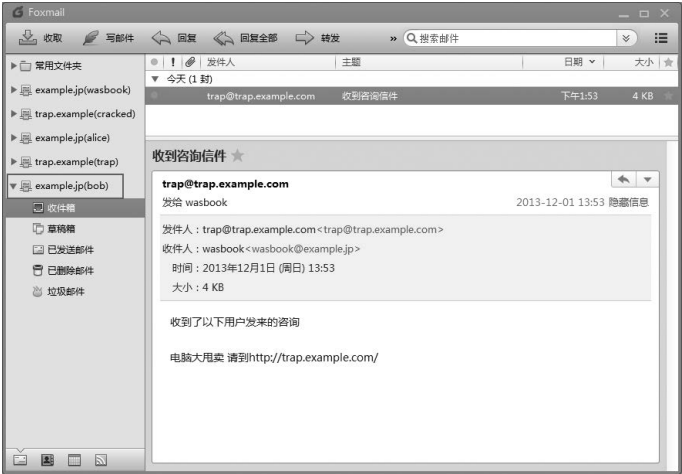 Foxmail
收取 写邮件 回复 回复全部 转发 » 搜索邮件
常用文件夹
example.jp(wasbook)
trap.example(cracked)
example.jp(alice)
trap.example(trap)
example.jp(bob)
收件箱
草稿箱
已发送邮件
已删除邮件
垃圾邮件
! 发件人 主题 日期 大小
今天 (1 封)
trap@trap.example.com 收到咨询信件 下午1:53 4 KB
收到咨询信件
trap@trap.example.com
发给 wasbook 2013-12-01 13:53 隐藏信息
发件人：trap@trap.example.com<trap@trap.example.com>
收件人：wasbook<wasbook@example.jp>
时间：2013年12月1日 (周日) 13:53
大小：4 KB
收到了以下用户发来的咨询
电脑大甩卖 请到http://trap.example.com/